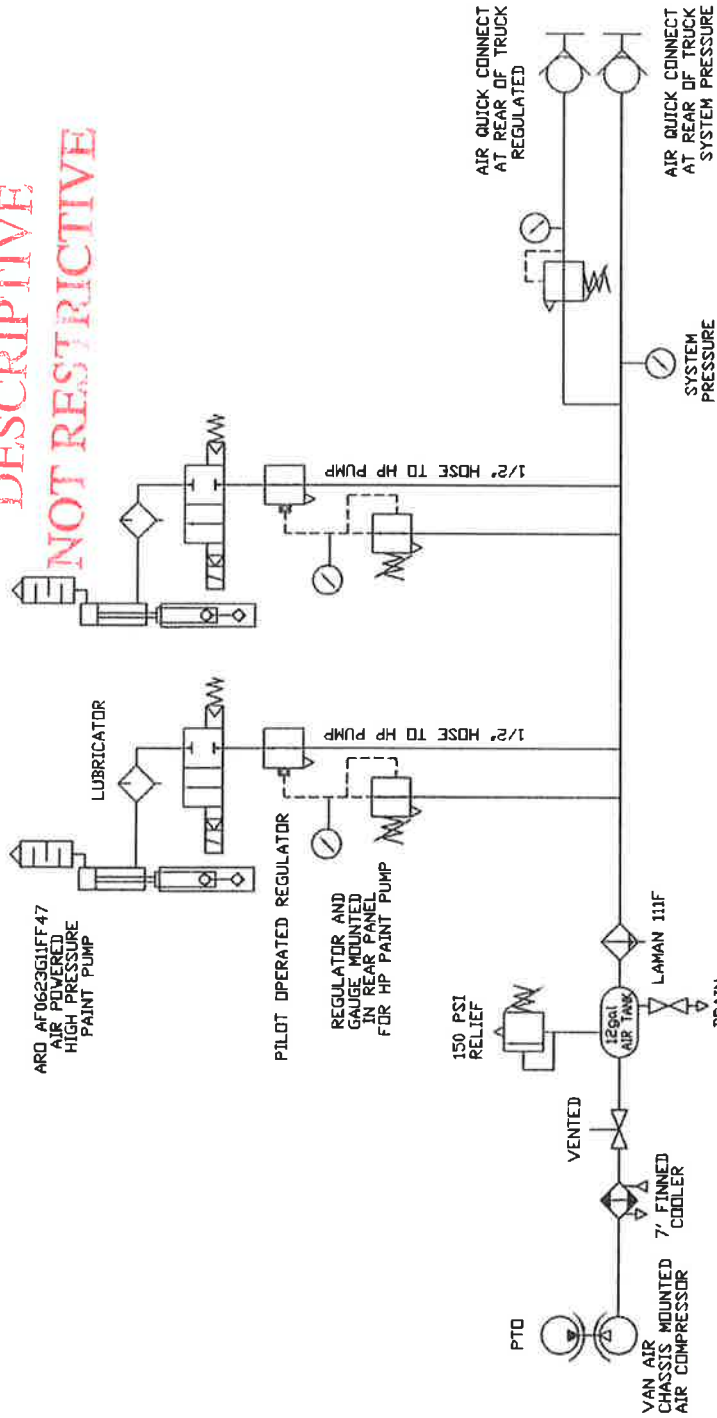 DESCRIPTIVE
NOT RESTRICTIVE
ARO AF0623G11FF47
AIR POWERED
HIGH PRESSURE
PAINT PUMP
LUBRICATOR
PILOT OPERATED REGULATOR
REGULATOR AND
GAUGE MOUNTED
IN REAR PANEL
FOR HP PAINT PUMP
1/2" HOSE TO HP PUMP
1/2" HOSE TO HP PUMP
AIR QUICK CONNECT
AT REAR OF TRUCK
REGULATED
AIR QUICK CONNECT
AT REAR OF TRUCK
SYSTEM PRESSURE
SYSTEM
PRESSURE
150 PSI
RELIEF
12gal
AIR TANK
LAMAN 111F
DRAIN
VENTED
7' FINNED
COOLER
PTO
VAN AIR
CHASSIS MOUNTED
AIR COMPRESSOR